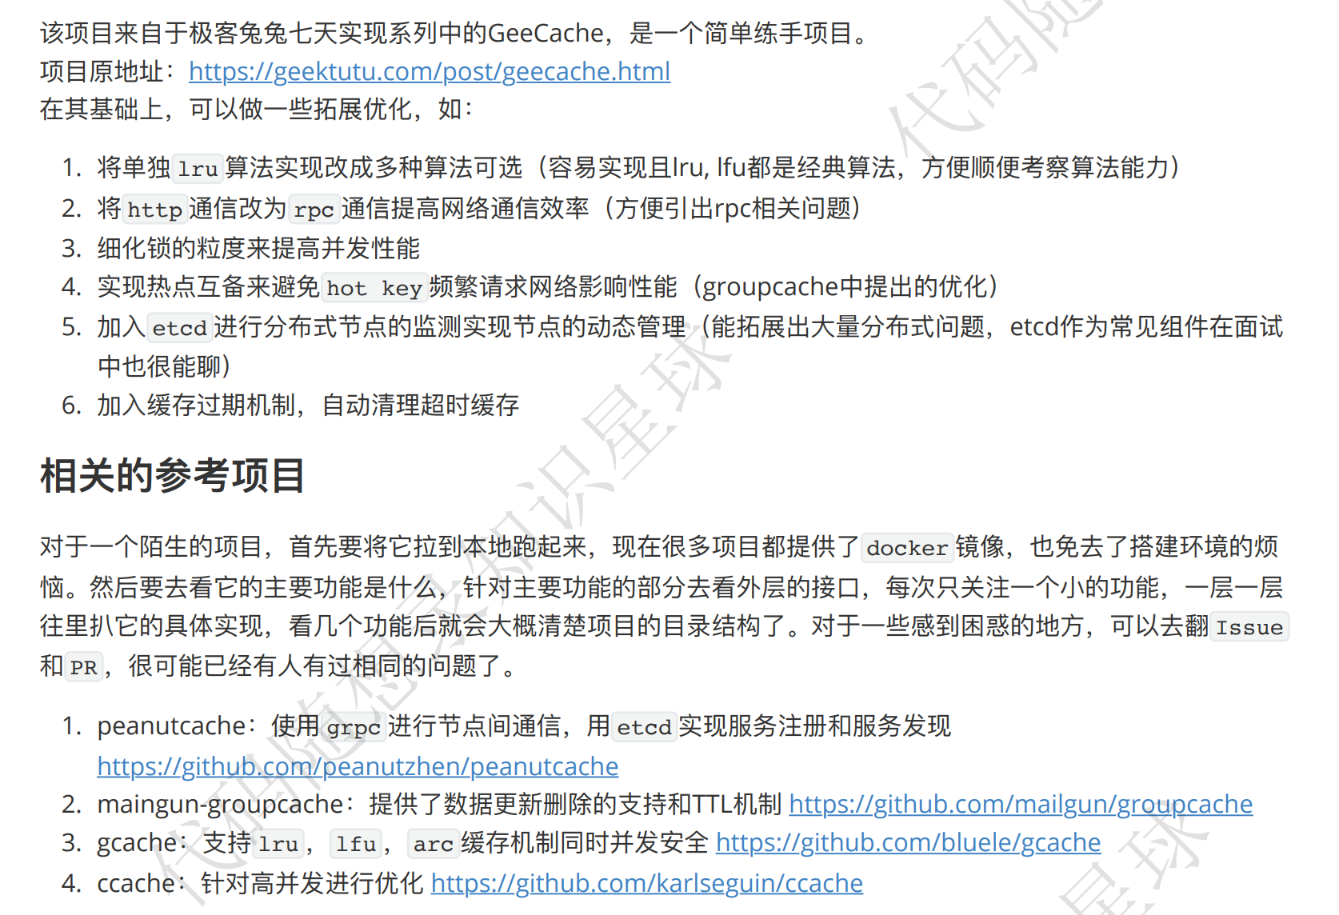 该项目来自于极客兔兔七天实现系列中的GeeCache，是一个简单练手项目。
项目原地址：https://geektutu.com/post/geecache.html
在其基础上，可以做一些拓展优化，如：
1. 将单独 lru 算法实现改成多种算法可选（容易实现且lru, lfu都是经典算法，方便顺便考察算法能力）
2. 将 http 通信改为 rpc 通信提高网络通信效率（方便引出rpc相关问题）
3. 细化锁的粒度来提高并发性能
4. 实现热点互备来避免 hot key 频繁请求网络影响性能（groupcache中提出的优化）
5. 加入 etcd 进行分布式节点的监测实现节点的动态管理（能拓展出大量分布式问题，etcd作为常见组件在面试
中也很能聊）
6. 加入缓存过期机制，自动清理超时缓存
相关的参考项目
对于一个陌生的项目，首先要将它拉到本地跑起来，现在很多项目都提供了 docker 镜像，也免去了搭建环境的烦
恼。然后要去看它的主要功能是什么，针对主要功能的部分去看外层的接口，每次只关注一个小的功能，一层一层
往里扒它的具体实现，看几个功能后就会大概清楚项目的目录结构了。对于一些感到困惑的地方，可以去翻 Issue
和 PR ，很可能已经有人有过相同的问题了。
1. peanutcache：使用 grpc 进行节点间通信，用 etcd 实现服务注册和服务发现
https://github.com/peanutzhen/peanutcache
2. maingun-groupcache：提供了数据更新删除的支持和TTL机制 https://github.com/mailgun/groupcache
3. gcache：支持 lru ， lfu ， arc 缓存机制同时并发安全 https://github.com/bluele/gcache
4. ccache：针对高并发进行优化 https://github.com/karlseguin/ccache
代码随想录知识星球
代码随
星球